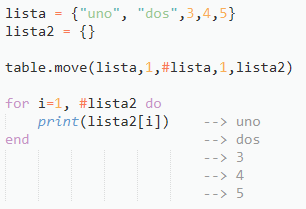 lista = {"uno", "dos",3,4,5}
lista2 = {}
table.move(lista,1,#lista,1,lista2)
for i=1, #lista2 do
print(lista2[i]) --> uno
end --> dos
--> 3
--> 4
--> 5